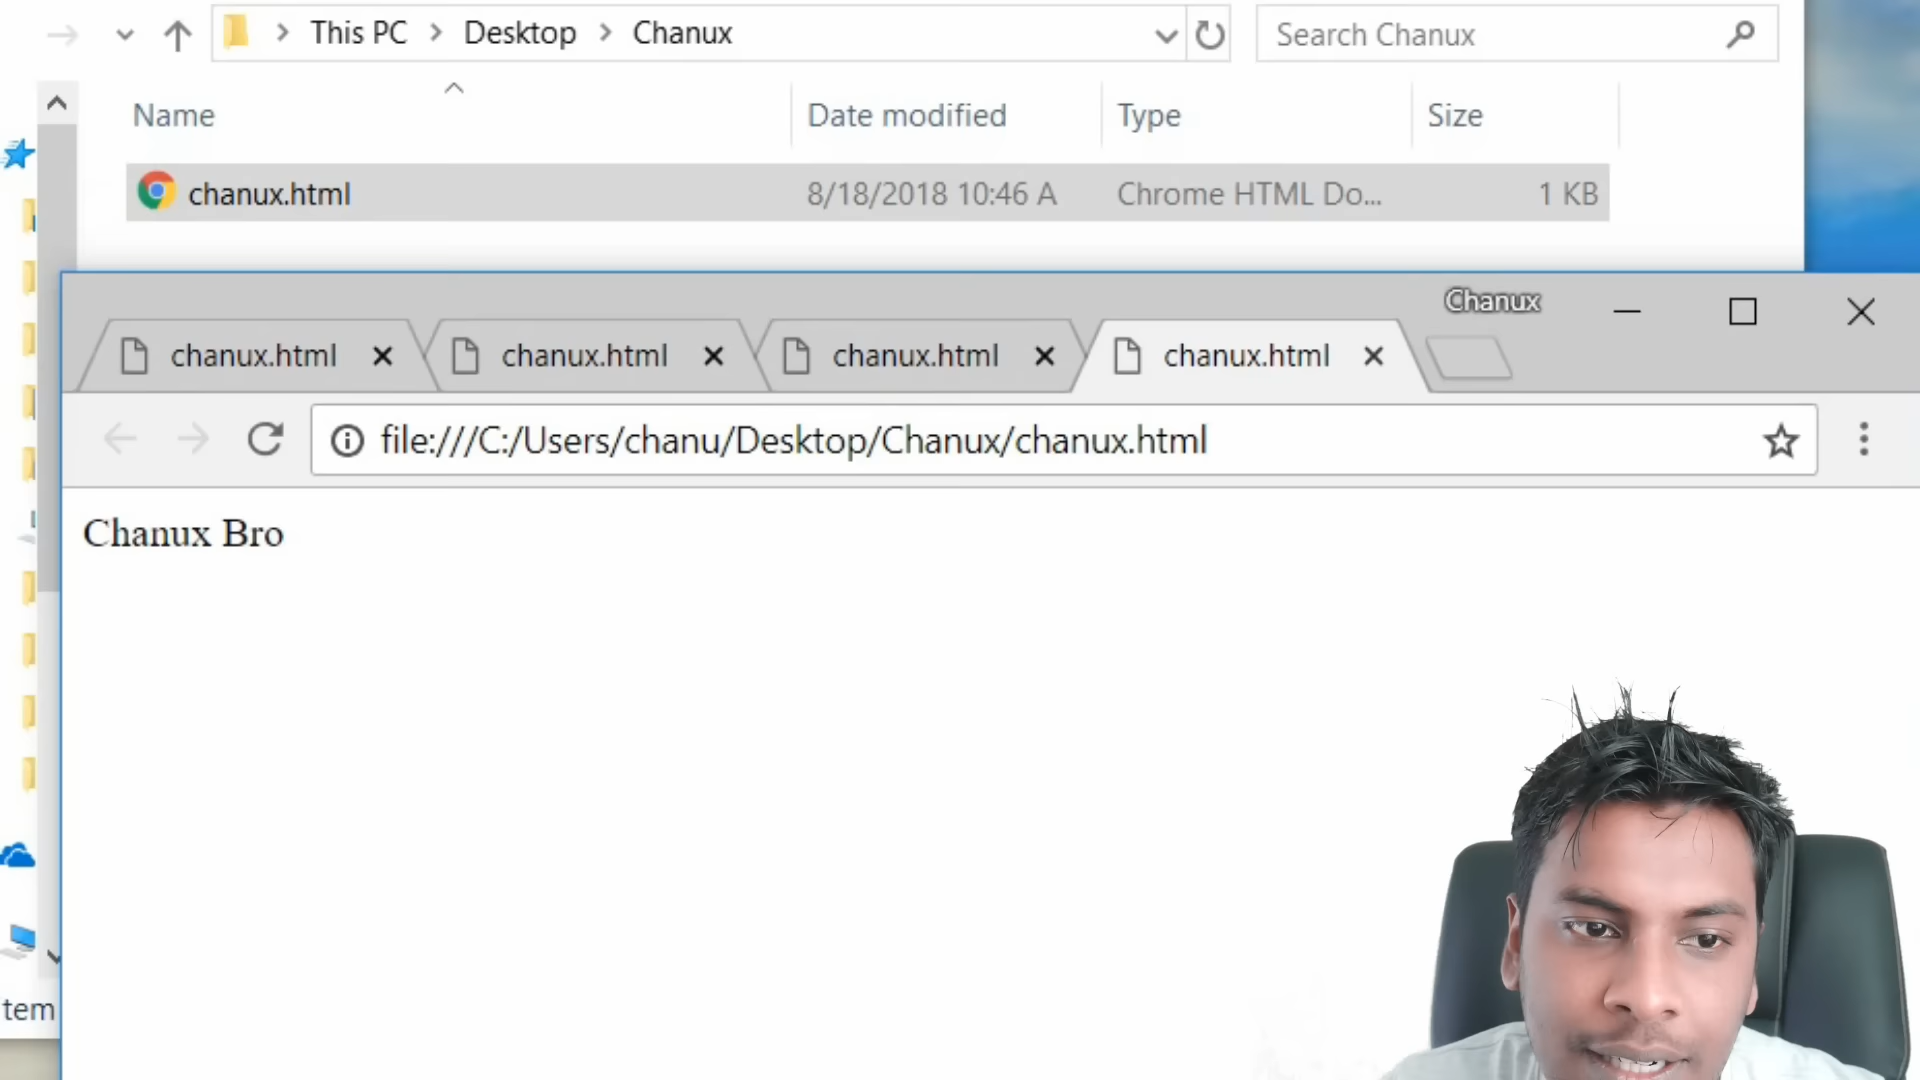 This PC > Desktop > Chanux
Search Chanux
Name Date modified Type Size
chanux.html 8/18/2018 10:46 A Chrome HTML Do... 1 KB
Chanux
chanux.html chanux.html chanux.html chanux.html
file:///C:/Users/chanu/Desktop/Chanux/chanux.html
Chanux Bro
tem